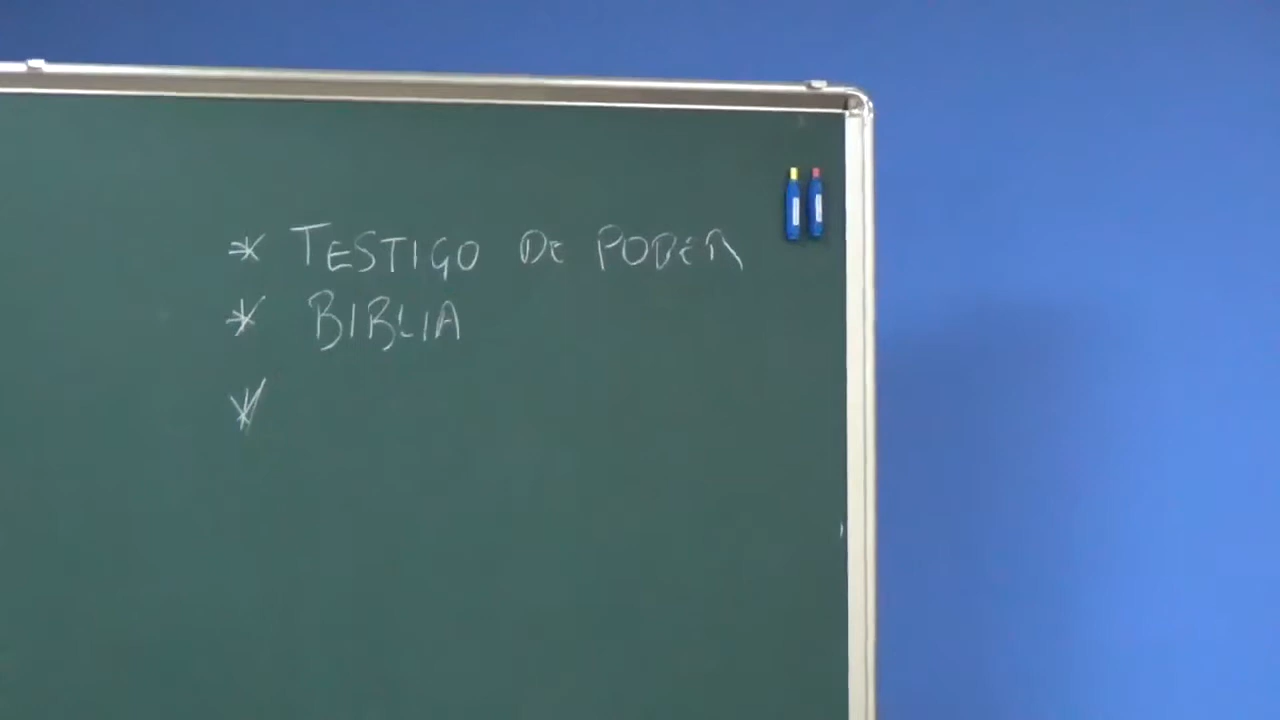 * TESTIGO DE PODER
* BIBLIA
*